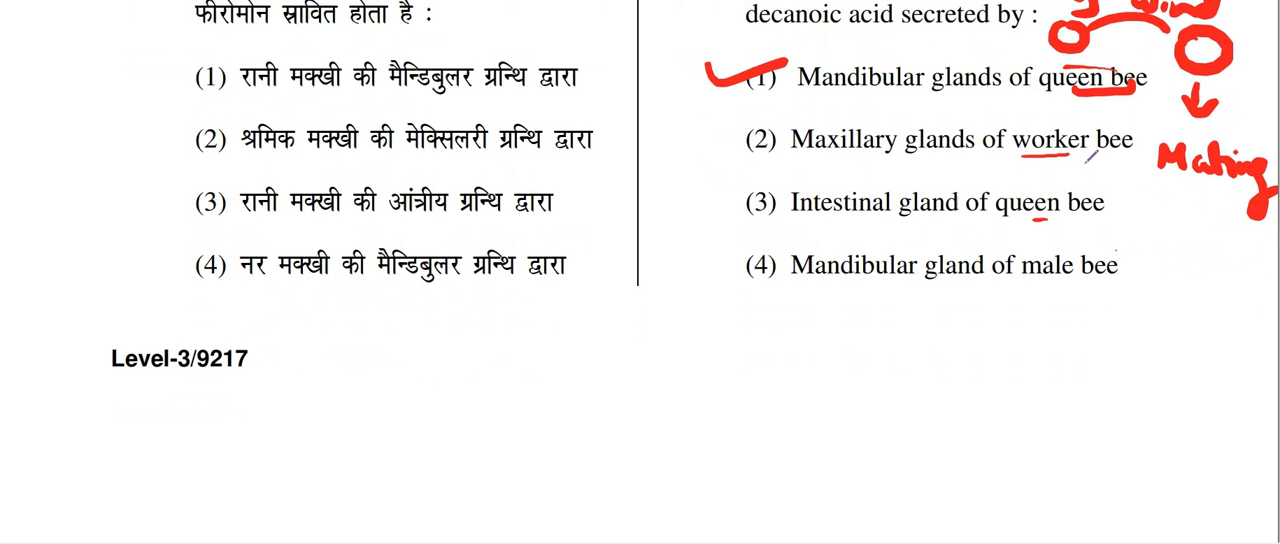 फीरोमोन स्रावित होता है :
(1) रानी मक्खी की मैन्डिबुलर ग्रन्थि द्वारा
(2) श्रमिक मक्खी की मेक्सिलरी ग्रन्थि द्वारा
(3) रानी मक्खी की आंत्रीय ग्रन्थि द्वारा
(4) नर मक्खी की मैन्डिबुलर ग्रन्थि द्वारा
decanoic acid secreted by :
(1) Mandibular glands of queen bee
(2) Maxillary glands of worker bee
(3) Intestinal gland of queen bee
(4) Mandibular gland of male bee
Mating
Level-3/9217